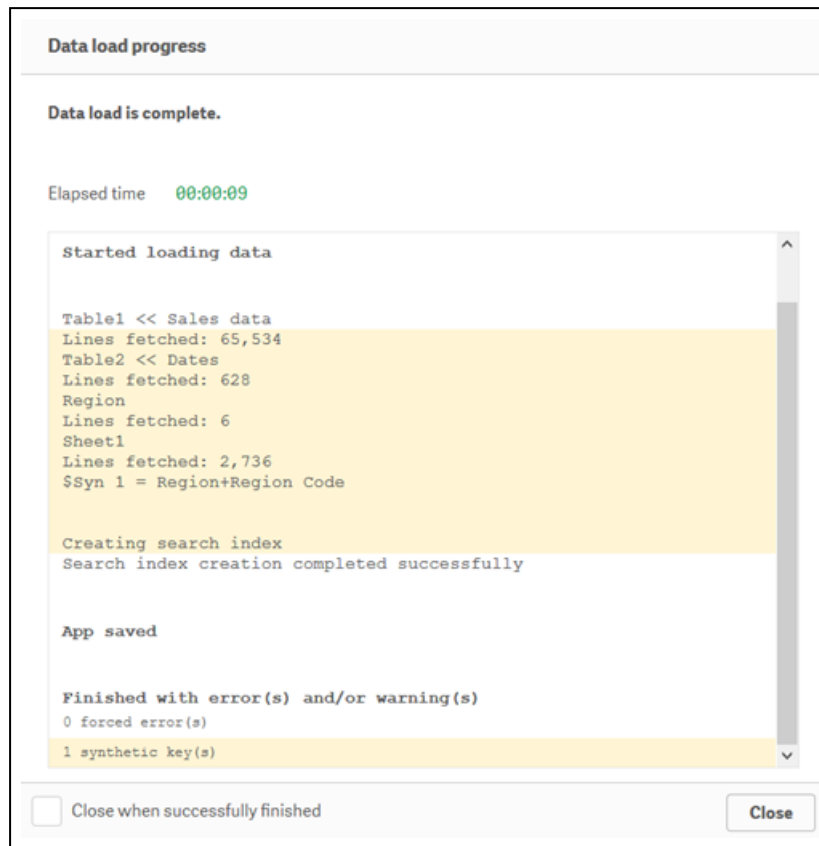 Data load progress
Data load is complete.
Elapsed time 00:00:09
Started loading data
Table1 << Sales data
Lines fetched: 65,534
Table2 << Dates
Lines fetched: 628
Region
Lines fetched: 6
Sheet1
Lines fetched: 2,736
$Syn 1 = Region+Region Code
Creating search index
Search index creation completed successfully
App saved
Finished with error(s) and/or warning(s)
0 forced error(s)
1 synthetic key(s)
Close when successfully finished
Close